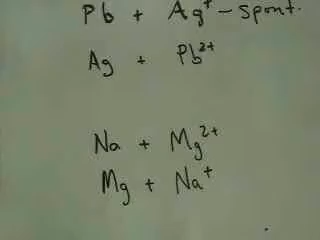 Pb + Ag⁺ – spont.
Ag + Pb²⁺
Na + Mg²⁺
Mg + Na⁺